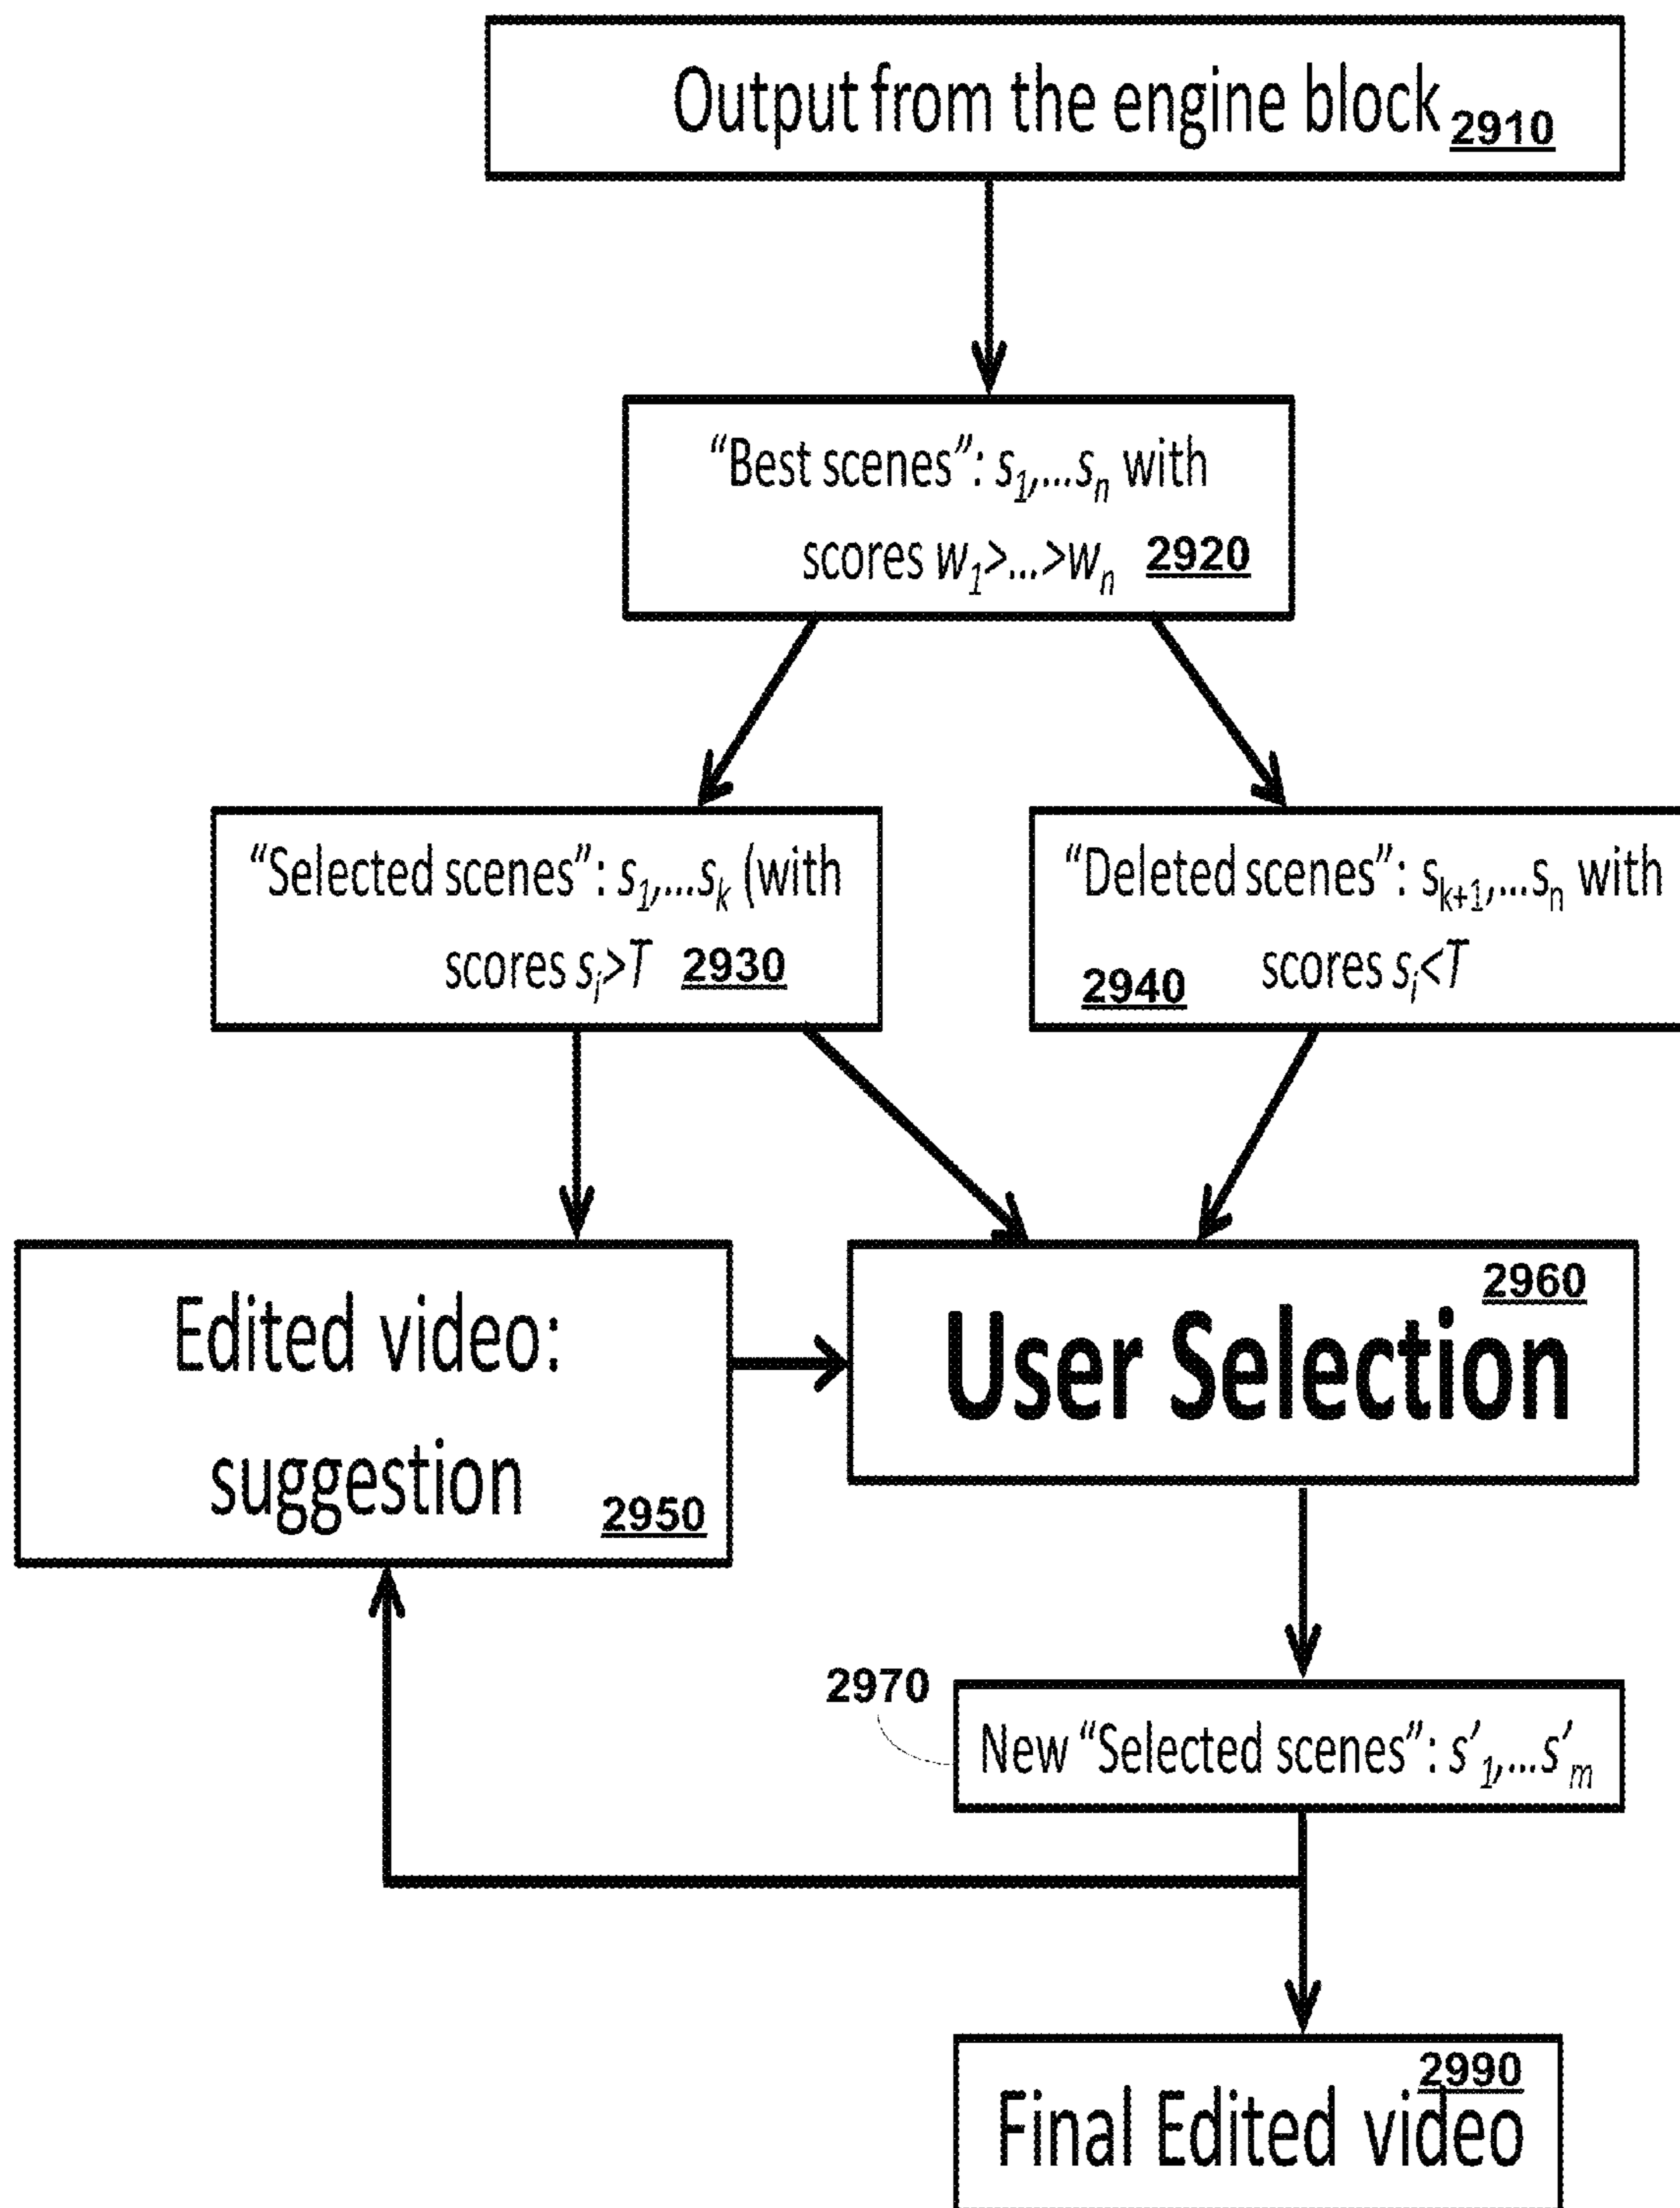 Output from the engine block 2910
“Best scenes”: s₁,...sₙ with
scores w₁>...>wₙ 2920
“Selected scenes”: s₁,...sₖ (with
scores sᵢ>T 2930
“Deleted scenes”: sₖ₊₁,...sₙ with
2940 scores sᵢ<T
Edited video:
suggestion
2950
2960
User Selection
2970
New “Selected scenes”: s’₁,...s’ₘ
2990
Final Edited video